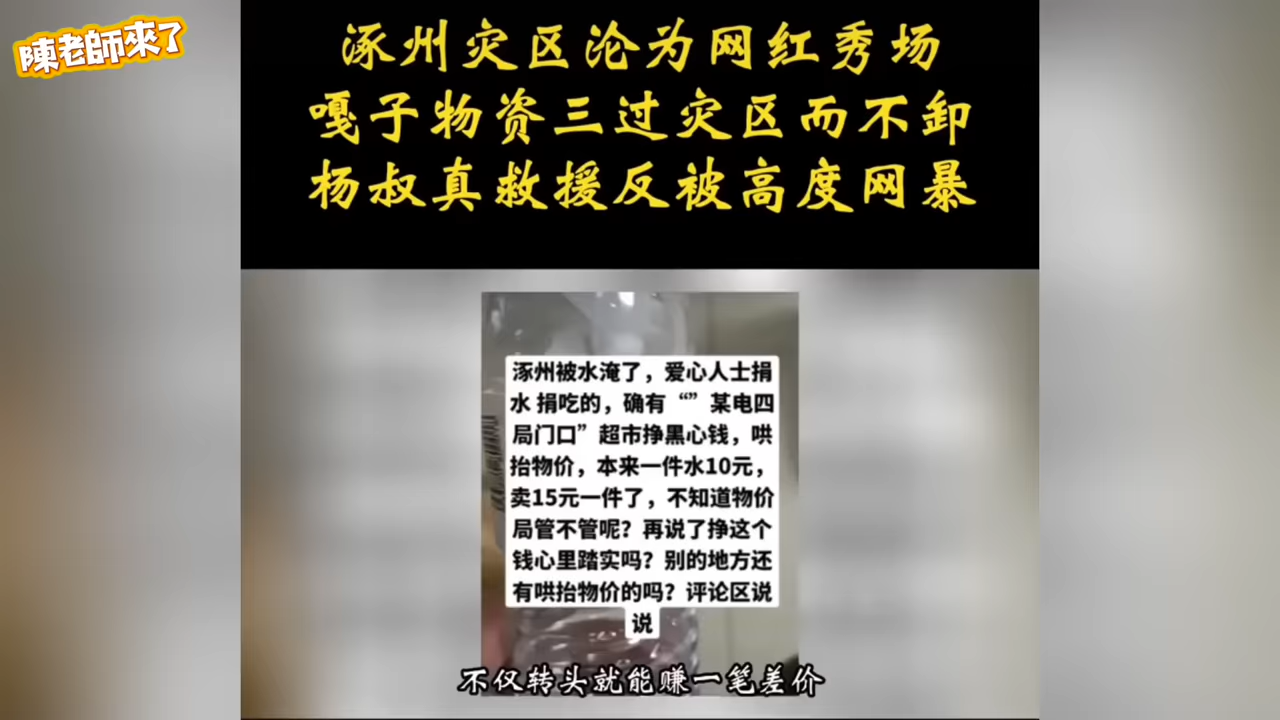 陳老師來了
涿州灾区沦为网红秀场
嘎子物资三过灾区而不卸
杨叔真救援反被高度网暴
涿州被水淹了，爱心人士捐
水 捐吃的，确有“”某电四
局门口”超市挣黑心钱，哄
抬物价，本来一件水10元，
卖15元一件了，不知道物价
局管不管呢？再说了挣这个
钱心里踏实吗？别的地方还
有哄抬物价的吗？评论区说
说
不仅转头就能赚一笔差价